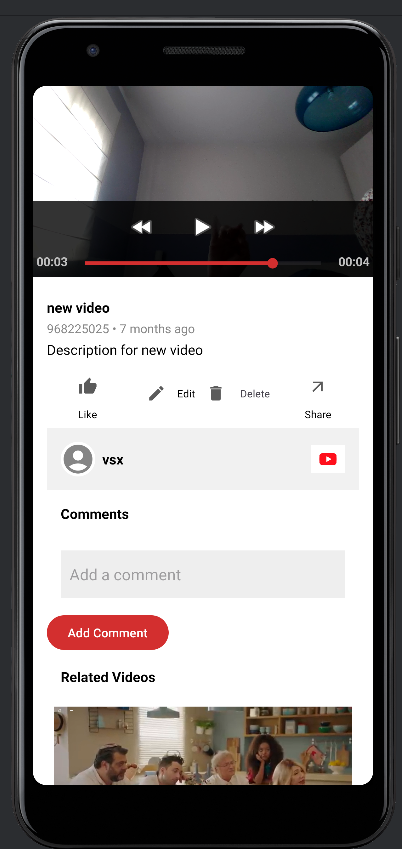 00:03
00:04
new video
968225025 • 7 months ago
Description for new video
Like
Edit
Delete
Share
vsx
Comments
Add a comment
Add Comment
Related Videos